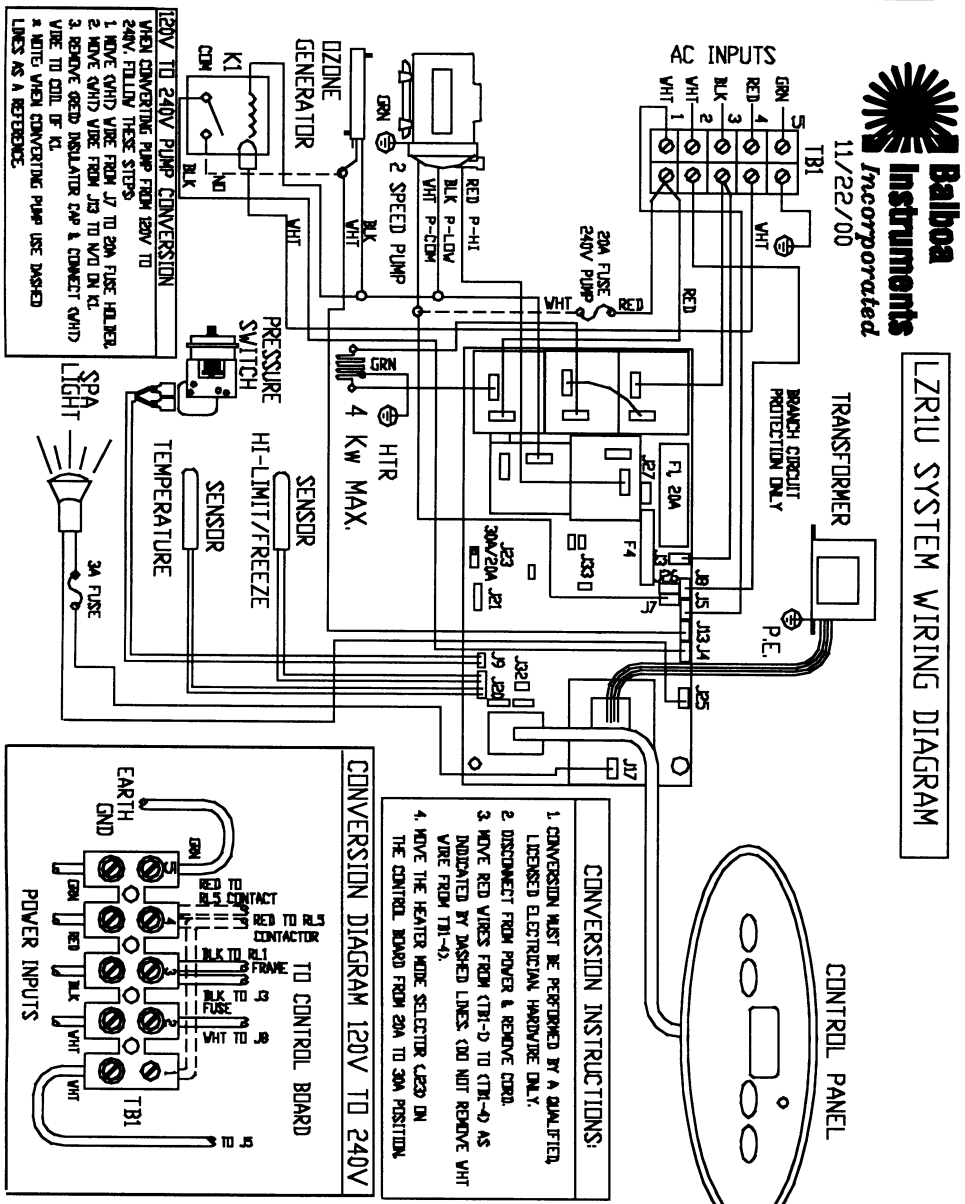 Balboa
Instruments
Incorporated
11/22/00
LZR1U SYSTEM WIRING DIAGRAM
AC INPUTS
GRN
RED
BLK
WHT
WHT
5
4
3
2
1
TB1
WHT
TRANSFORMER
BRANCH CIRCUIT
PROTECTION ONLY
P.E.
CONTROL PANEL
20A FUSE
240V PUMP
WHT
RED
RED
GRN
2 SPEED PUMP
RED P-HI
BLK P-LOW
WHT P-COM
OZONE
GENERATOR
BLK
WHT
K1
COM
NO
BLK
WHT
F1, 20A
J27
F4
J3
J26
J8
J7
J5
J13
J4
J25
J33
J23
30A/20A
J21
J32
J9
J20
J17
GRN
HTR
4 Kw MAX.
PRESSURE
SWITCH
SENSOR
HI-LIMIT/FREEZE
SENSOR
TEMPERATURE
SPA
LIGHT
3A FUSE
120V TO 240V PUMP CONVERSION
WHEN CONVERTING PUMP FROM 120V TO
240V. FOLLOW THESE STEPS:
1. MOVE (WHT) WIRE FROM J7 TO 20A FUSE HOLDER.
2. MOVE (WHT) WIRE FROM J13 TO N/O ON K1.
3. REMOVE (RED) INSULATOR CAP & CONNECT (WHT)
WIRE TO COIL OF K1.
* NOTE: WHEN CONVERTING PUMP USE DASHED
LINES AS A REFERENCE.
CONVERSION INSTRUCTIONS:
1. CONVERSION MUST BE PERFORMED BY A QUALIFIED,
LICENSED ELECTRICIAN. HARDWIRE ONLY.
2. DISCONNECT FROM POWER & REMOVE CORD.
3. MOVE RED WIRES FROM (TB1-1) TO (TB1-4) AS
INDICATED BY DASHED LINES. (DO NOT REMOVE WHT
WIRE FROM TB1-4).
4. MOVE THE HEATER MODE SELECTOR (J23) ON
THE CONTROL BOARD FROM 20A TO 30A POSITION.
CONVERSION DIAGRAM 120V TO 240V
EARTH
GND
GRN
RED TO
RL5 CONTACT
RED TO RL5
CONTACTOR
BLK TO RL1
FRAME
BLK TO J3
FUSE
WHT TO J8
TO CONTROL BOARD
5
4
3
2
1
TB1
GRN
RED
BLK
WHT
WHT
TO J5
POWER INPUTS